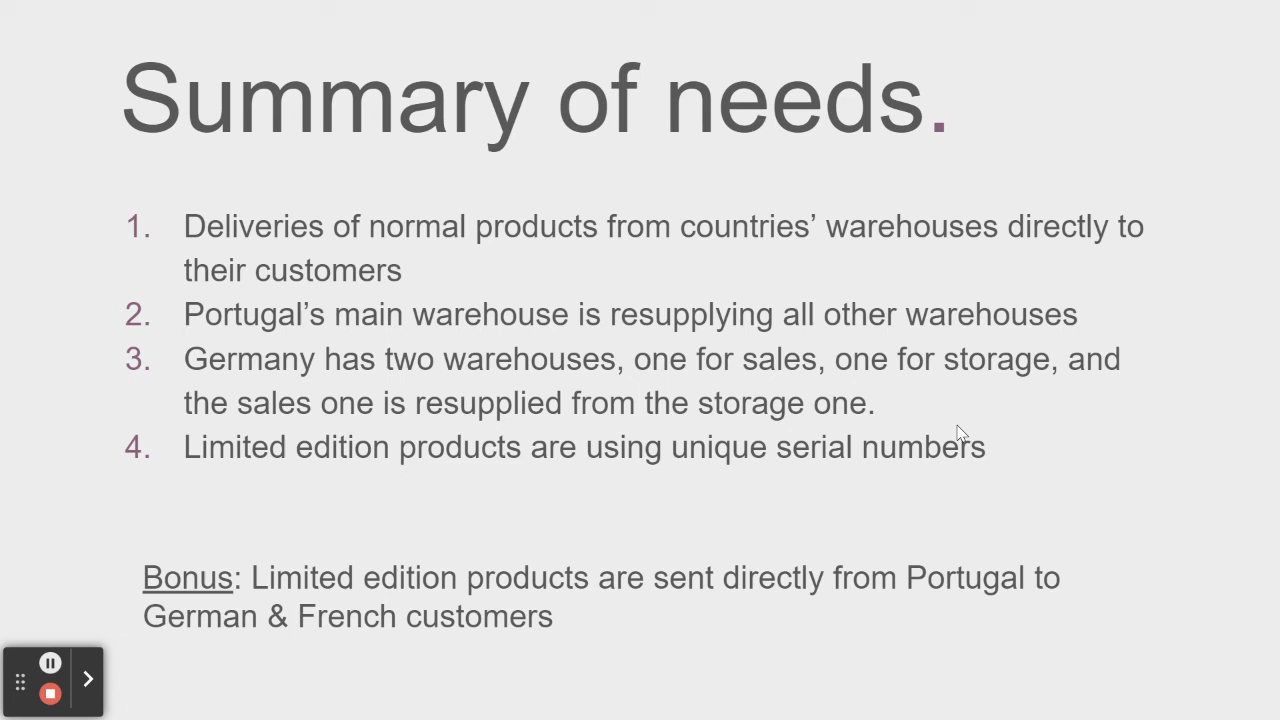 Summary of needs.
1. Deliveries of normal products from countries’ warehouses directly to
their customers
2. Portugal’s main warehouse is resupplying all other warehouses
3. Germany has two warehouses, one for sales, one for storage, and
the sales one is resupplied from the storage one.
4. Limited edition products are using unique serial numbers
Bonus: Limited edition products are sent directly from Portugal to
German & French customers